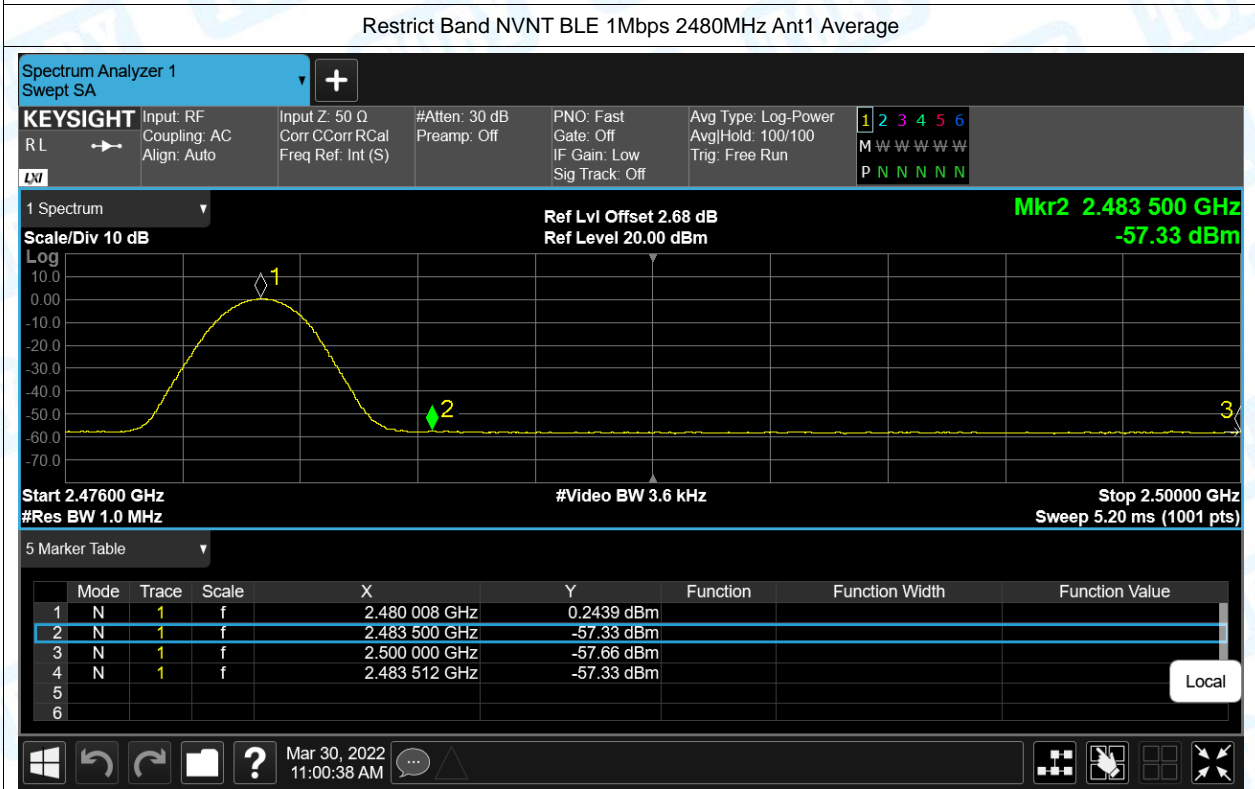 Restrict Band NVNT BLE 1Mbps 2480MHz Ant1 Average
Spectrum Analyzer 1
Swept SA
KEYSIGHT Input: RF Input Z: 50 Ω #Atten: 30 dB PNO: Fast Avg Type: Log-Power 1 2 3 4 5 6
RL Coupling: AC Corr CCorr RCal Preamp: Off Gate: Off Avg|Hold: 100/100 M W W W W W
Align: Auto Freq Ref: Int (S) IF Gain: Low Trig: Free Run
LXI Sig Track: Off P N N N N N
1 Spectrum Ref Lvl Offset 2.68 dB Mkr2 2.483 500 GHz
Scale/Div 10 dB Ref Level 20.00 dBm -57.33 dBm
Log
10.0 1
0.00
-10.0
-20.0
-30.0
-40.0
-50.0 2 3
-60.0
-70.0
Start 2.47600 GHz #Video BW 3.6 kHz Stop 2.50000 GHz
#Res BW 1.0 MHz Sweep 5.20 ms (1001 pts)
5 Marker Table
Mode Trace Scale X Y Function Function Width Function Value
1 N 1 f 2.480 008 GHz 0.2439 dBm
2 N 1 f 2.483 500 GHz -57.33 dBm
3 N 1 f 2.500 000 GHz -57.66 dBm
4 N 1 f 2.483 512 GHz -57.33 dBm
5
6
Local
? Mar 30, 2022
11:00:38 AM